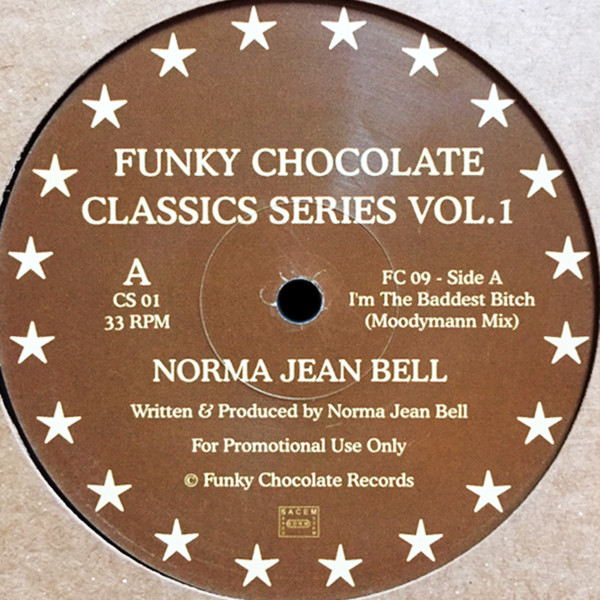 FUNKY CHOCOLATE
CLASSICS SERIES VOL.1
A
CS 01
33 RPM
FC 09 - Side A
I'm The Baddest Bitch
(Moodymann Mix)
NORMA JEAN BELL
Written & Produced by Norma Jean Bell
For Promotional Use Only
© Funky Chocolate Records
SACEM